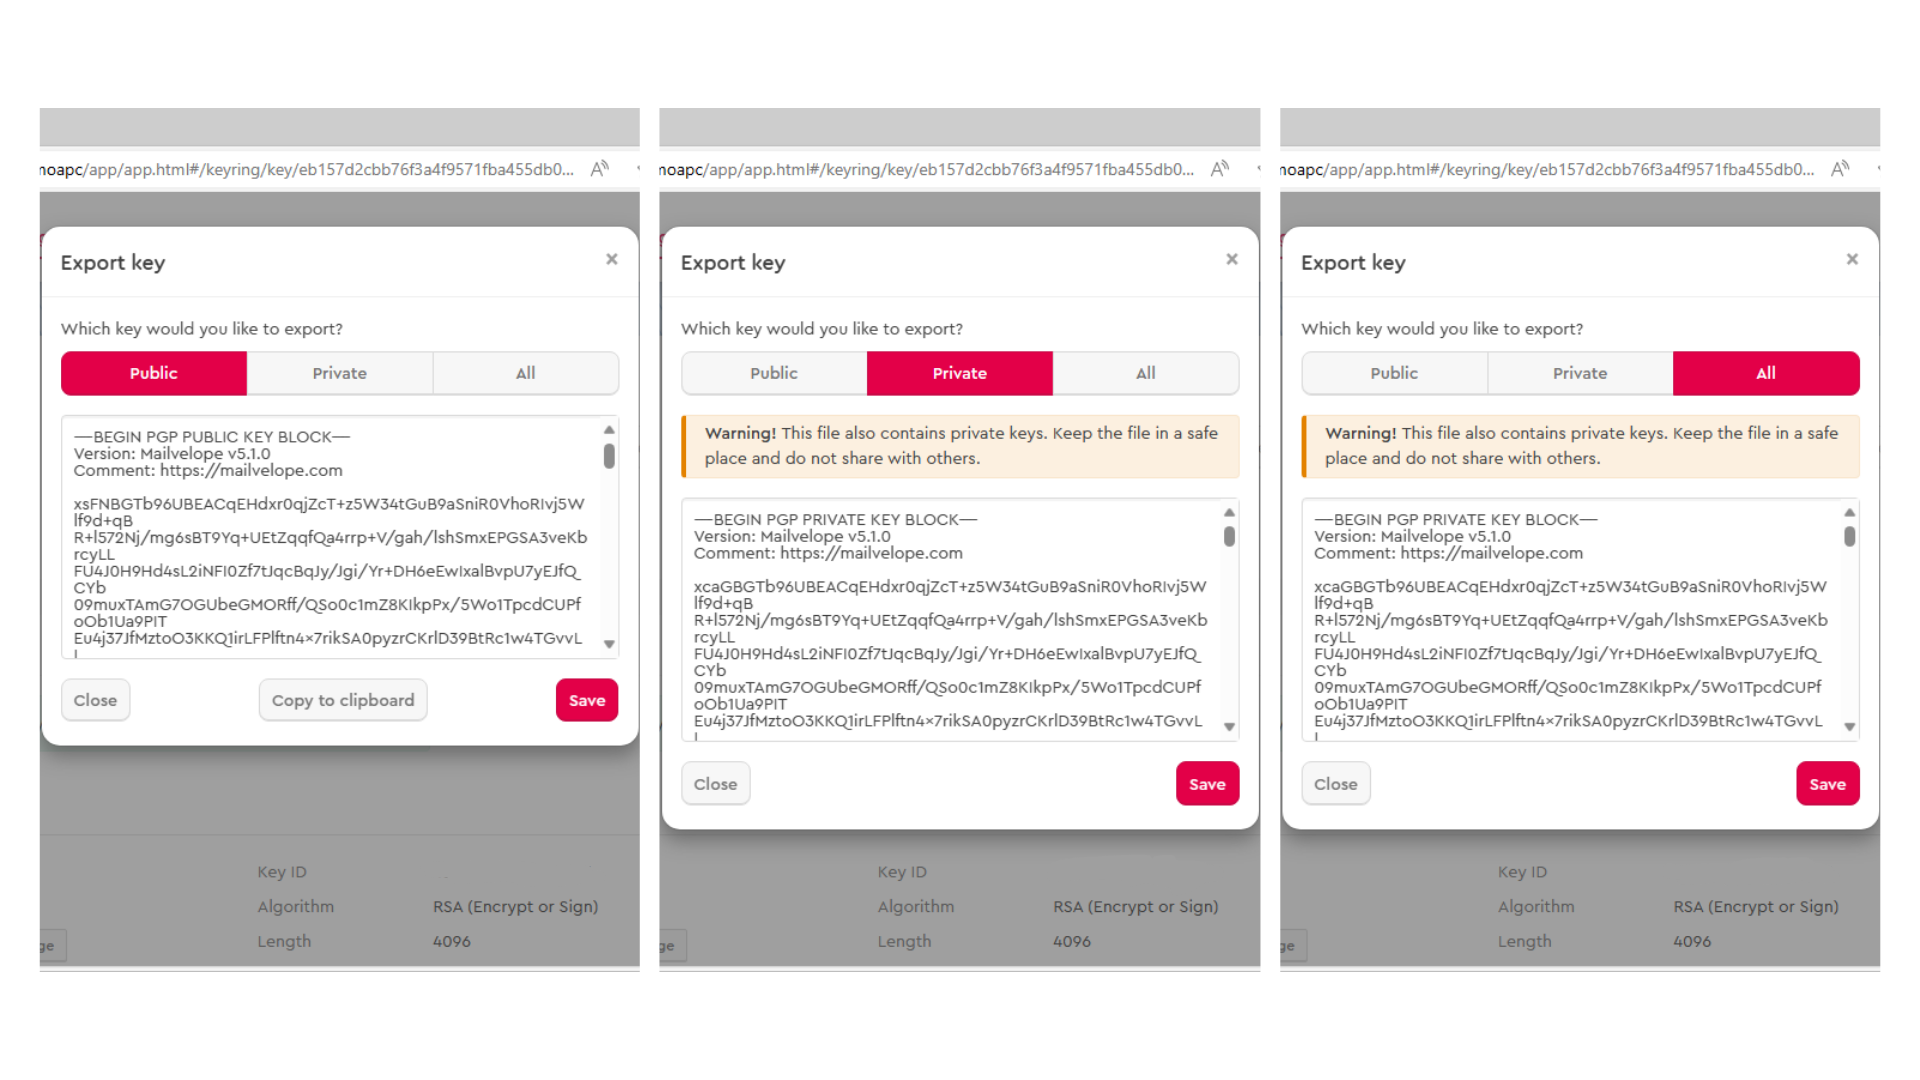 noapc/app/app.html#/keyring/key/eb157d2cbb76f3a4f9571fba455db0...
Export key
Which key would you like to export?
Public Private All
—BEGIN PGP PUBLIC KEY BLOCK—
Version: Mailvelope v5.1.0
Comment: https://mailvelope.com
xsFNBGTb96UBEACqEHdxr0qjZcT+z5W34tGuB9aSniR0VhoRIvj5W
lf9d+qB
R+l572Nj/mg6sBT9Yq+UEtZqqfQa4rrp+V/gah/lshSmxEPGSA3veKb
rcyLL
FU4J0H9Hd4sL2iNFI0Zf7tJqcBqJy/Jgi/Yr+DH6eEwIxalBvpU7yEJfQ
CYb
09muxTAmG7OGUbeGMORff/QSo0c1mZ8KIkpPx/5Wo1TpcdCUPf
oOb1Ua9PIT
Eu4j37JfMztoO3KKQ1irLFPlftn4×7rikSA0pyzrCKrlD39BtRc1w4TGvvL
Close Copy to clipboard Save
Key ID
Algorithm RSA (Encrypt or Sign)
Length 4096
ge
noapc/app/app.html#/keyring/key/eb157d2cbb76f3a4f9571fba455db0...
Export key
Which key would you like to export?
Public Private All
Warning! This file also contains private keys. Keep the file in a safe
place and do not share with others.
—BEGIN PGP PRIVATE KEY BLOCK—
Version: Mailvelope v5.1.0
Comment: https://mailvelope.com
xcaGBGTb96UBEACqEHdxr0qjZcT+z5W34tGuB9aSniR0VhoRIvj5W
lf9d+qB
R+l572Nj/mg6sBT9Yq+UEtZqqfQa4rrp+V/gah/lshSmxEPGSA3veKb
rcyLL
FU4J0H9Hd4sL2iNFI0Zf7tJqcBqJy/Jgi/Yr+DH6eEwIxalBvpU7yEJfQ
CYb
09muxTAmG7OGUbeGMORff/QSo0c1mZ8KIkpPx/5Wo1TpcdCUPf
oOb1Ua9PIT
Eu4j37JfMztoO3KKQ1irLFPlftn4×7rikSA0pyzrCKrlD39BtRc1w4TGvvL
Close Save
Key ID
Algorithm RSA (Encrypt or Sign)
Length 4096
ge
noapc/app/app.html#/keyring/key/eb157d2cbb76f3a4f9571fba455db0...
Export key
Which key would you like to export?
Public Private All
Warning! This file also contains private keys. Keep the file in a safe
place and do not share with others.
—BEGIN PGP PRIVATE KEY BLOCK—
Version: Mailvelope v5.1.0
Comment: https://mailvelope.com
xcaGBGTb96UBEACqEHdxr0qjZcT+z5W34tGuB9aSniR0VhoRIvj5W
lf9d+qB
R+l572Nj/mg6sBT9Yq+UEtZqqfQa4rrp+V/gah/lshSmxEPGSA3veKb
rcyLL
FU4J0H9Hd4sL2iNFI0Zf7tJqcBqJy/Jgi/Yr+DH6eEwIxalBvpU7yEJfQ
CYb
09muxTAmG7OGUbeGMORff/QSo0c1mZ8KIkpPx/5Wo1TpcdCUPf
oOb1Ua9PIT
Eu4j37JfMztoO3KKQ1irLFPlftn4×7rikSA0pyzrCKrlD39BtRc1w4TGvvL
Close Save
Key ID
Algorithm RSA (Encrypt or Sign)
Length 4096
ge